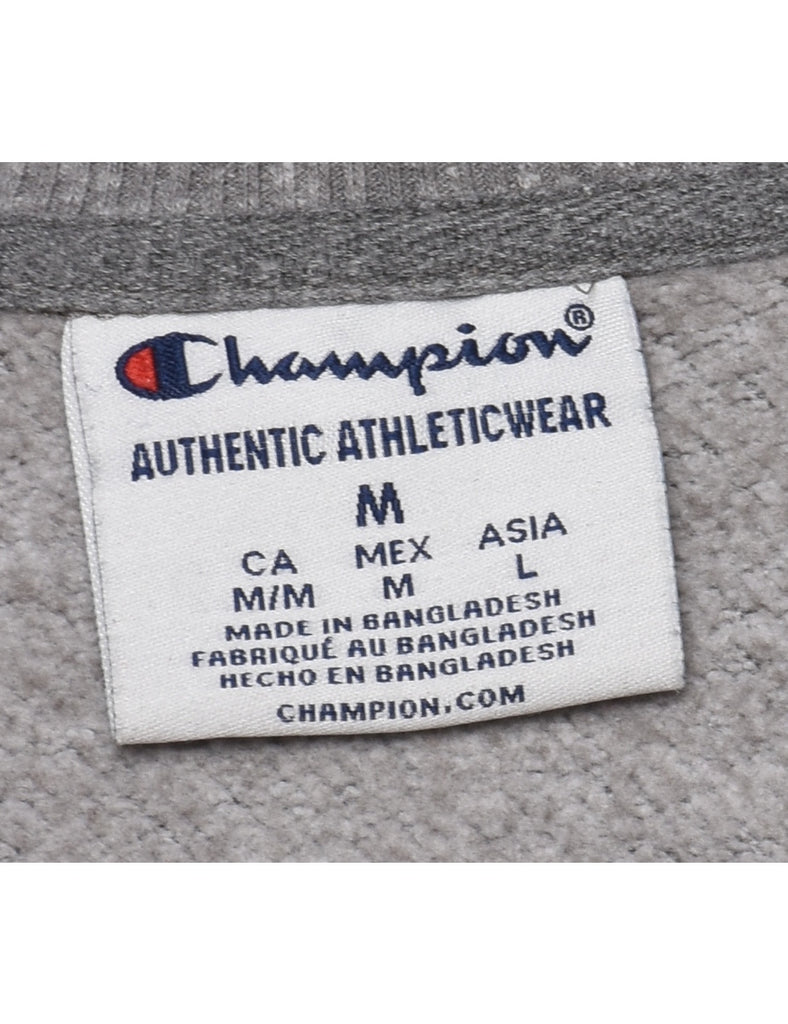 Champion®
AUTHENTIC ATHLETICWEAR
M
CA MEX ASIA
M/M M L
MADE IN BANGLADESH
FABRIQUÉ AU BANGLADESH
HECHO EN BANGLADESH
CHAMPION.COM